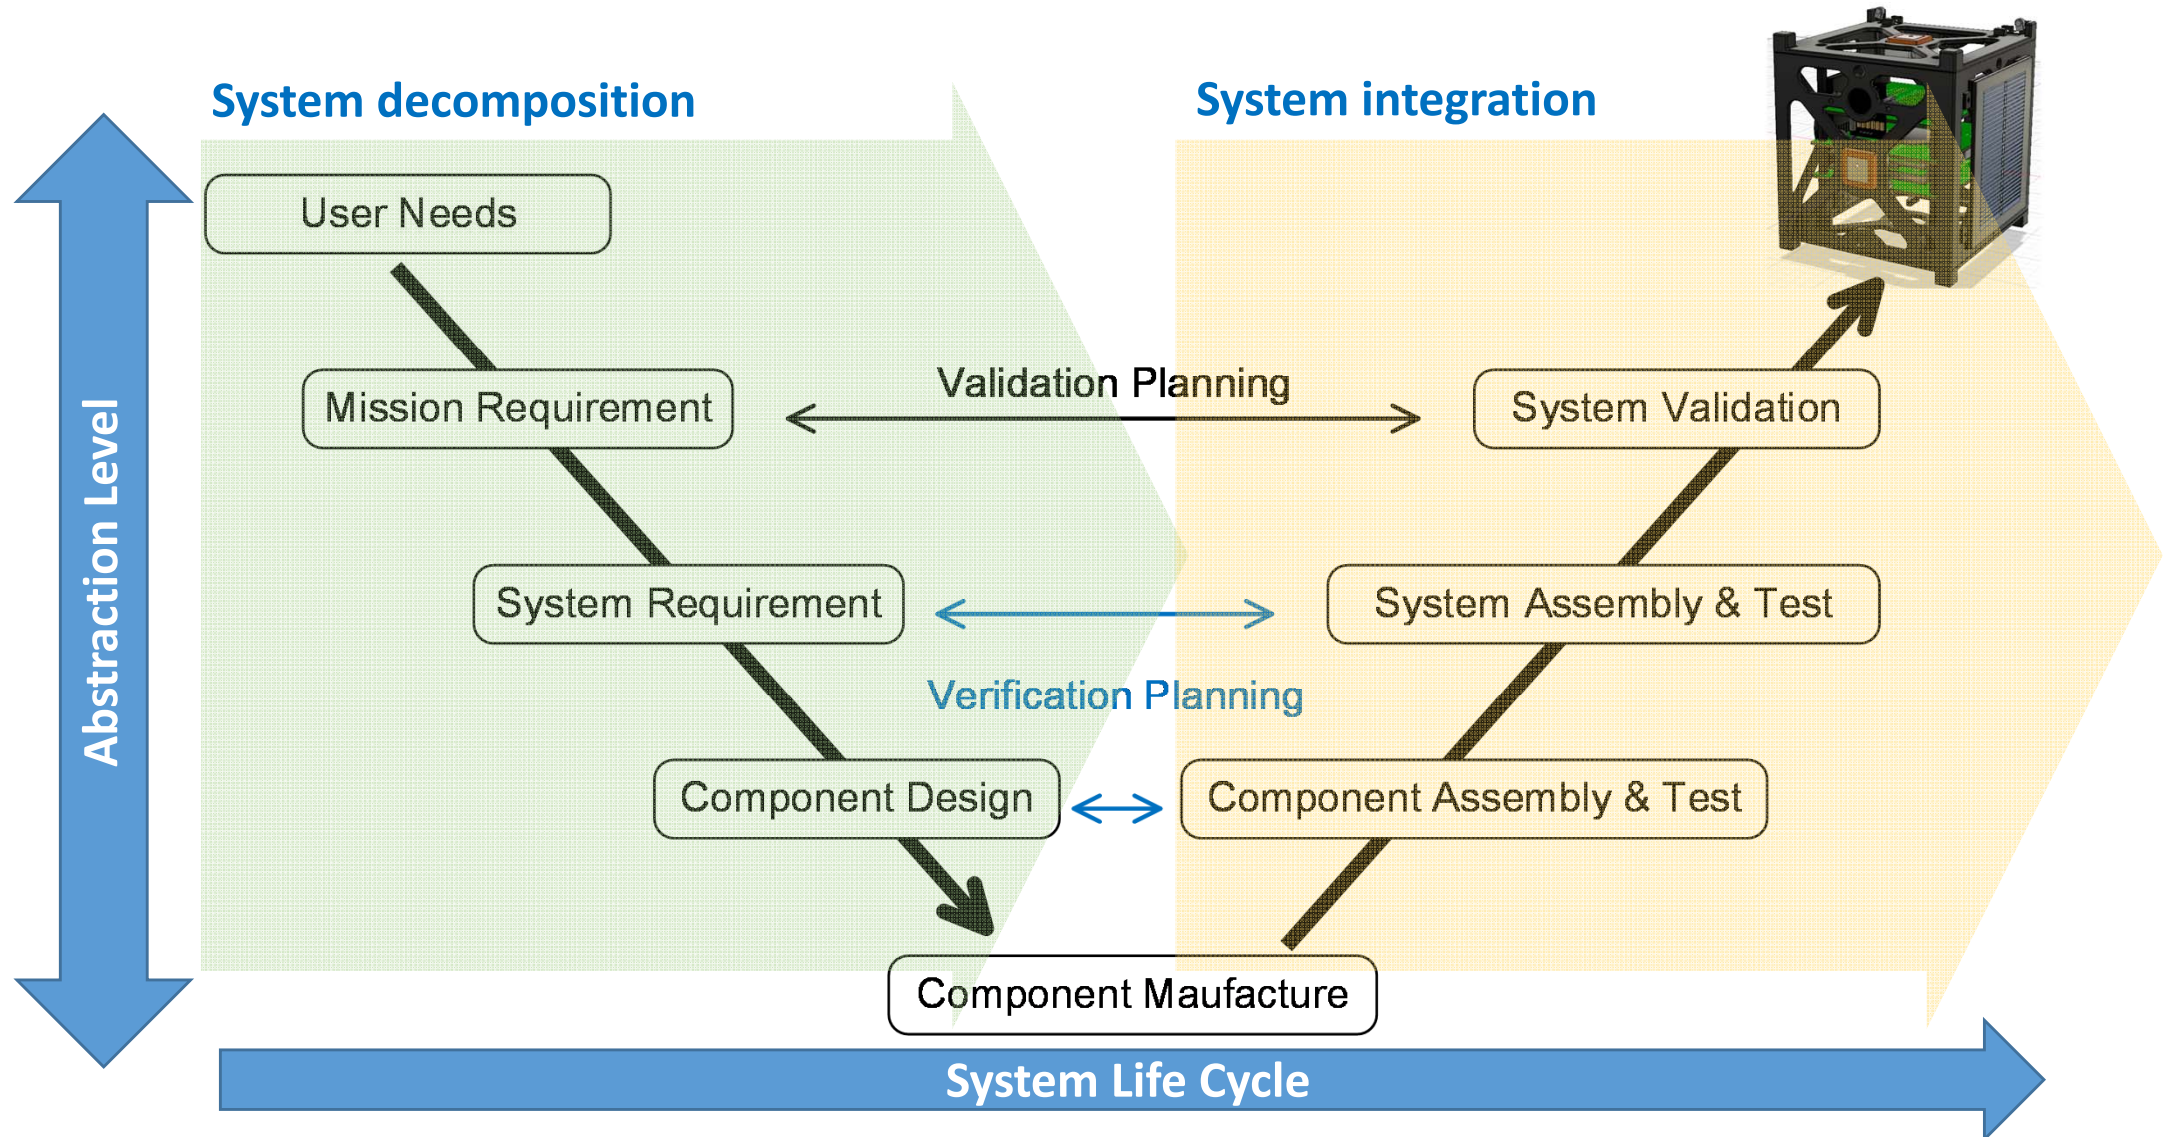 System decomposition
System integration
User Needs
Mission Requirement
Validation Planning
System Validation
System Requirement
System Assembly & Test
Verification Planning
Component Design
Component Assembly & Test
Component Maufacture
Abstraction Level
System Life Cycle